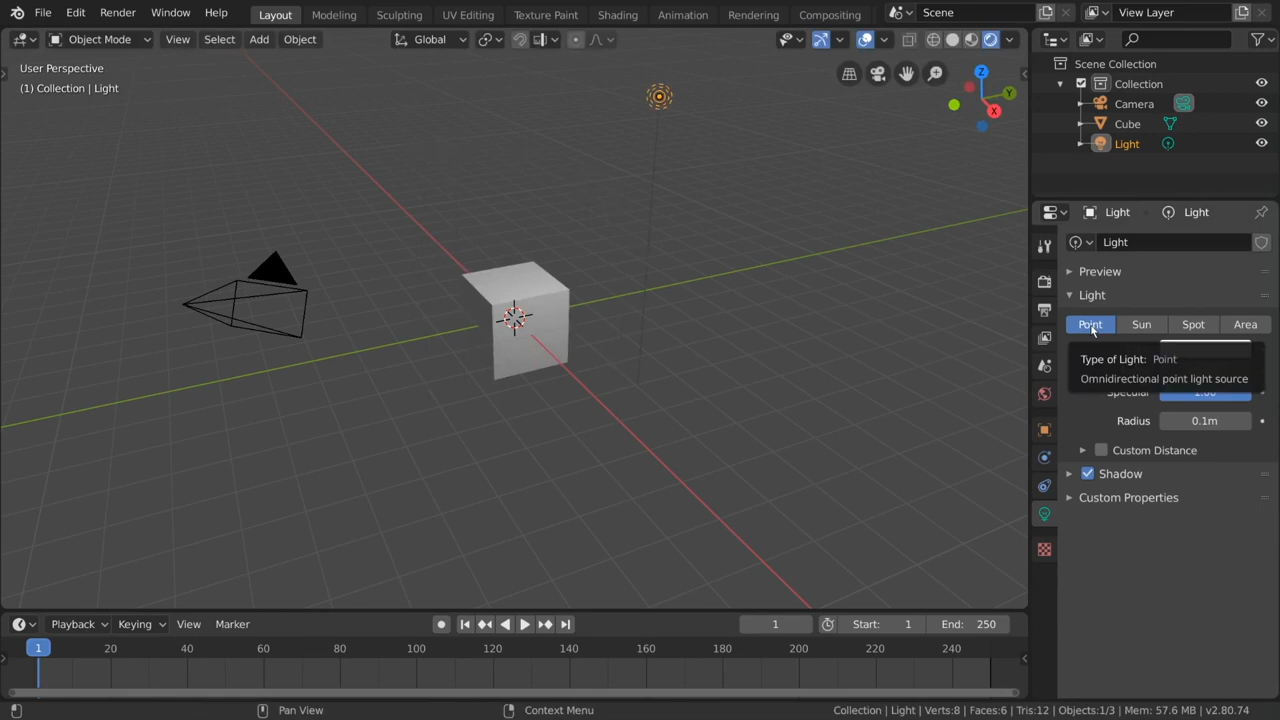 File Edit Render Window Help Layout Modeling Sculpting UV Editing Texture Paint Shading Animation Rendering Compositing Scene View Layer
Object Mode View Select Add Object Global
User Perspective
(1) Collection | Light
Z
Y
X
Scene Collection
Collection
Camera
Cube
Light
Light Light
Light
Preview
Light
Point Sun Spot Area
Type of Light: Point
Omnidirectional point light source
Specular 1.00
Radius 0.1m
Custom Distance
Shadow
Custom Properties
Playback Keying View Marker 1 Start: 1 End: 250
1 20 40 60 80 100 120 140 160 180 200 220 240
Pan View Context Menu Collection | Light | Verts:8 | Faces:6 | Tris:12 | Objects:1/3 | Mem: 57.6 MB | v2.80.74